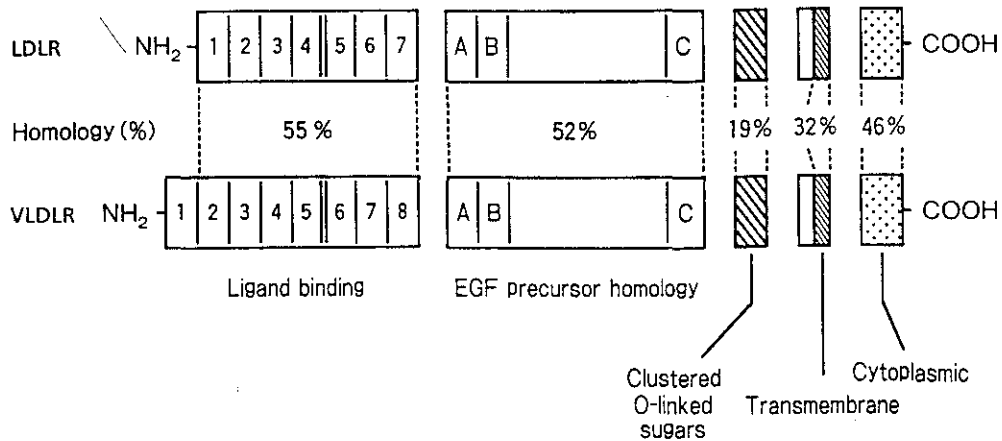 LDLR NH2 1 2 3 4 5 6 7 A B C COOH
Homology (%) 55 % 52 % 19% 32% 46%
VLDLR NH2 1 2 3 4 5 6 7 8 A B C COOH
Ligand binding EGF precursor homology
Clustered
O-linked
sugars
Transmembrane
Cytoplasmic